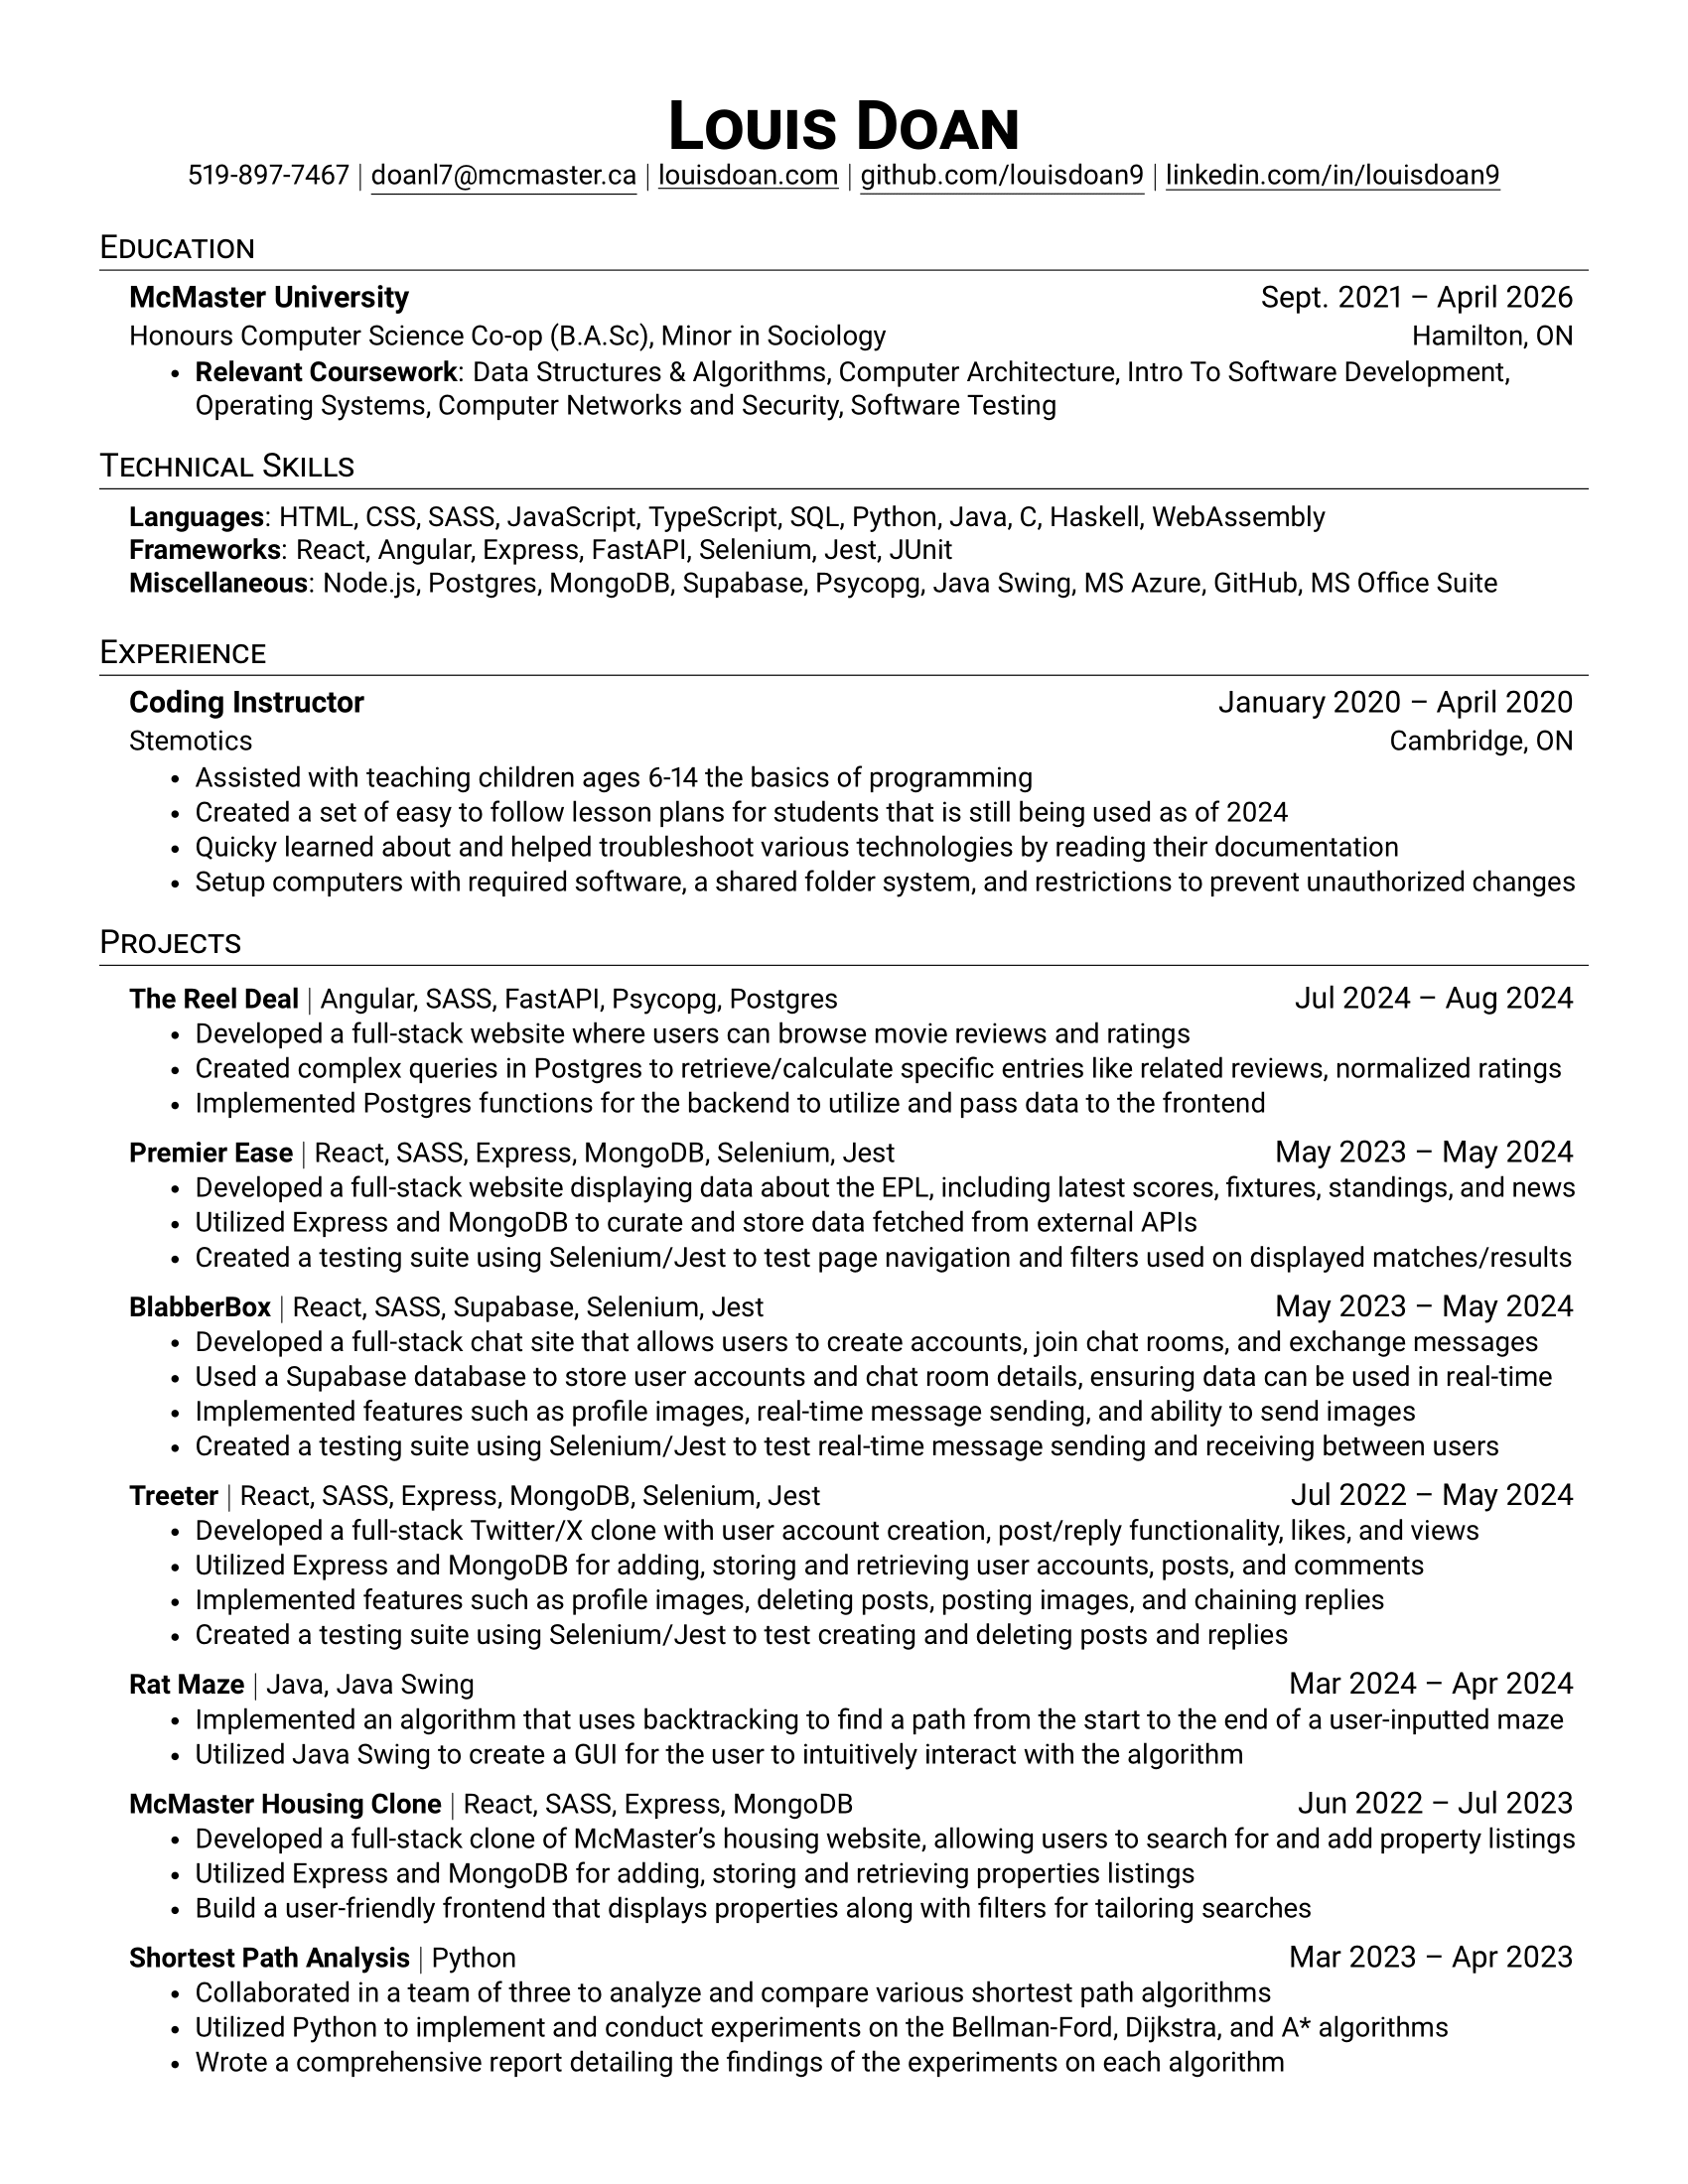 Louis Doan
519-897-7467 | doanl7@mcmaster.ca | louisdoan.com | github.com/louisdoan9 | linkedin.com/in/louisdoan9
Education
McMaster University Sept. 2021 – April 2026
Honours Computer Science Co-op (B.A.Sc), Minor in Sociology Hamilton, ON
• Relevant Coursework: Data Structures & Algorithms, Computer Architecture, Intro To Software Development,
Operating Systems, Computer Networks and Security, Software Testing
Technical Skills
Languages: HTML, CSS, SASS, JavaScript, TypeScript, SQL, Python, Java, C, Haskell, WebAssembly
Frameworks: React, Angular, Express, FastAPI, Selenium, Jest, JUnit
Miscellaneous: Node.js, Postgres, MongoDB, Supabase, Psycopg, Java Swing, MS Azure, GitHub, MS Office Suite
Experience
Coding Instructor January 2020 – April 2020
Stemotics Cambridge, ON
• Assisted with teaching children ages 6-14 the basics of programming
• Created a set of easy to follow lesson plans for students that is still being used as of 2024
• Quicky learned about and helped troubleshoot various technologies by reading their documentation
• Setup computers with required software, a shared folder system, and restrictions to prevent unauthorized changes
Projects
The Reel Deal | Angular, SASS, FastAPI, Psycopg, Postgres Jul 2024 – Aug 2024
• Developed a full-stack website where users can browse movie reviews and ratings
• Created complex queries in Postgres to retrieve/calculate specific entries like related reviews, normalized ratings
• Implemented Postgres functions for the backend to utilize and pass data to the frontend
Premier Ease | React, SASS, Express, MongoDB, Selenium, Jest May 2023 – May 2024
• Developed a full-stack website displaying data about the EPL, including latest scores, fixtures, standings, and news
• Utilized Express and MongoDB to curate and store data fetched from external APIs
• Created a testing suite using Selenium/Jest to test page navigation and filters used on displayed matches/results
BlabberBox | React, SASS, Supabase, Selenium, Jest May 2023 – May 2024
• Developed a full-stack chat site that allows users to create accounts, join chat rooms, and exchange messages
• Used a Supabase database to store user accounts and chat room details, ensuring data can be used in real-time
• Implemented features such as profile images, real-time message sending, and ability to send images
• Created a testing suite using Selenium/Jest to test real-time message sending and receiving between users
Treeter | React, SASS, Express, MongoDB, Selenium, Jest Jul 2022 – May 2024
• Developed a full-stack Twitter/X clone with user account creation, post/reply functionality, likes, and views
• Utilized Express and MongoDB for adding, storing and retrieving user accounts, posts, and comments
• Implemented features such as profile images, deleting posts, posting images, and chaining replies
• Created a testing suite using Selenium/Jest to test creating and deleting posts and replies
Rat Maze | Java, Java Swing Mar 2024 – Apr 2024
• Implemented an algorithm that uses backtracking to find a path from the start to the end of a user-inputted maze
• Utilized Java Swing to create a GUI for the user to intuitively interact with the algorithm
McMaster Housing Clone | React, SASS, Express, MongoDB Jun 2022 – Jul 2023
• Developed a full-stack clone of McMaster’s housing website, allowing users to search for and add property listings
• Utilized Express and MongoDB for adding, storing and retrieving properties listings
• Build a user-friendly frontend that displays properties along with filters for tailoring searches
Shortest Path Analysis | Python Mar 2023 – Apr 2023
• Collaborated in a team of three to analyze and compare various shortest path algorithms
• Utilized Python to implement and conduct experiments on the Bellman-Ford, Dijkstra, and A* algorithms
• Wrote a comprehensive report detailing the findings of the experiments on each algorithm